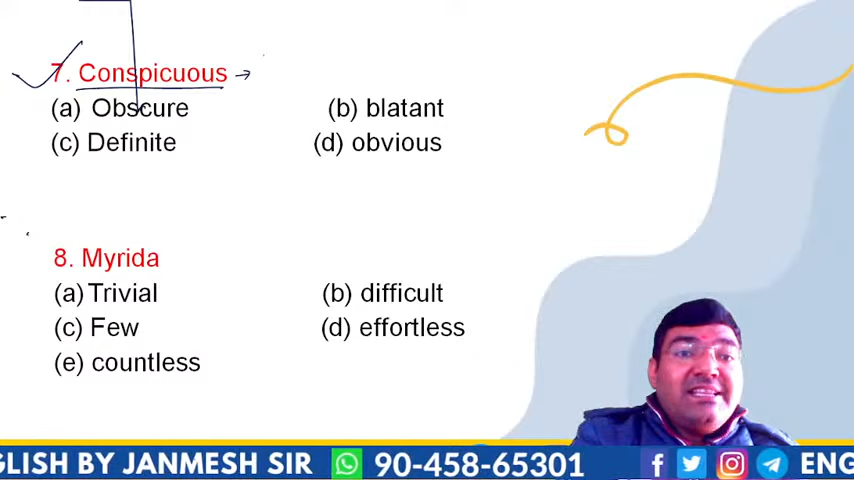 7. Conspicuous →
(a) Obscure (b) blatant
(c) Definite (d) obvious
8. Myrida
(a) Trivial (b) difficult
(c) Few (d) effortless
(e) countless
GLISH BY JANMESH SIR 90-458-65301 ENG